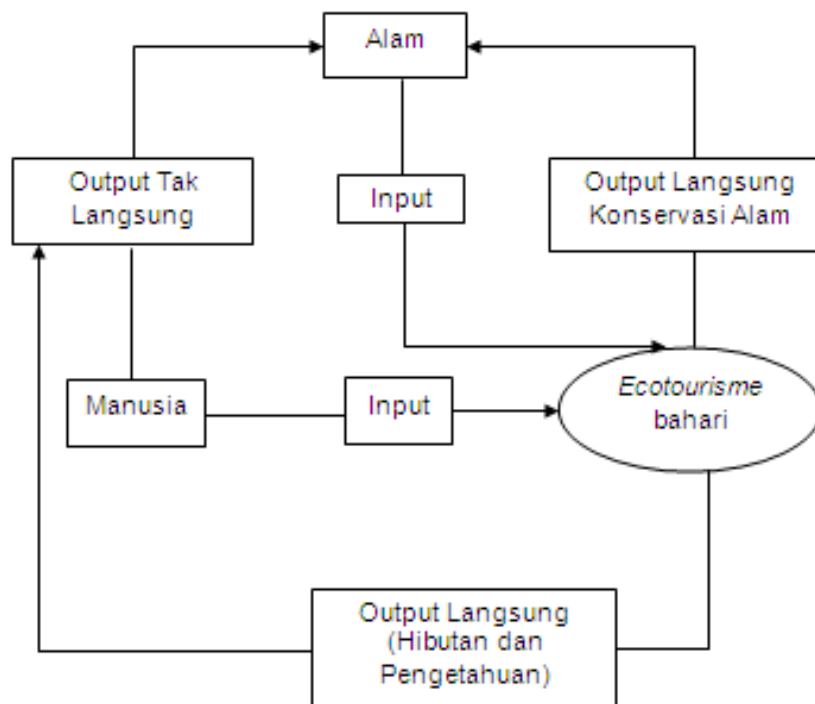 Alam
Output Tak
Langsung
Input
Output Langsung
Konservasi Alam
Manusia
Input
Ecotourisme
bahari
Output Langsung
(Hibutan dan
Pengetahuan)